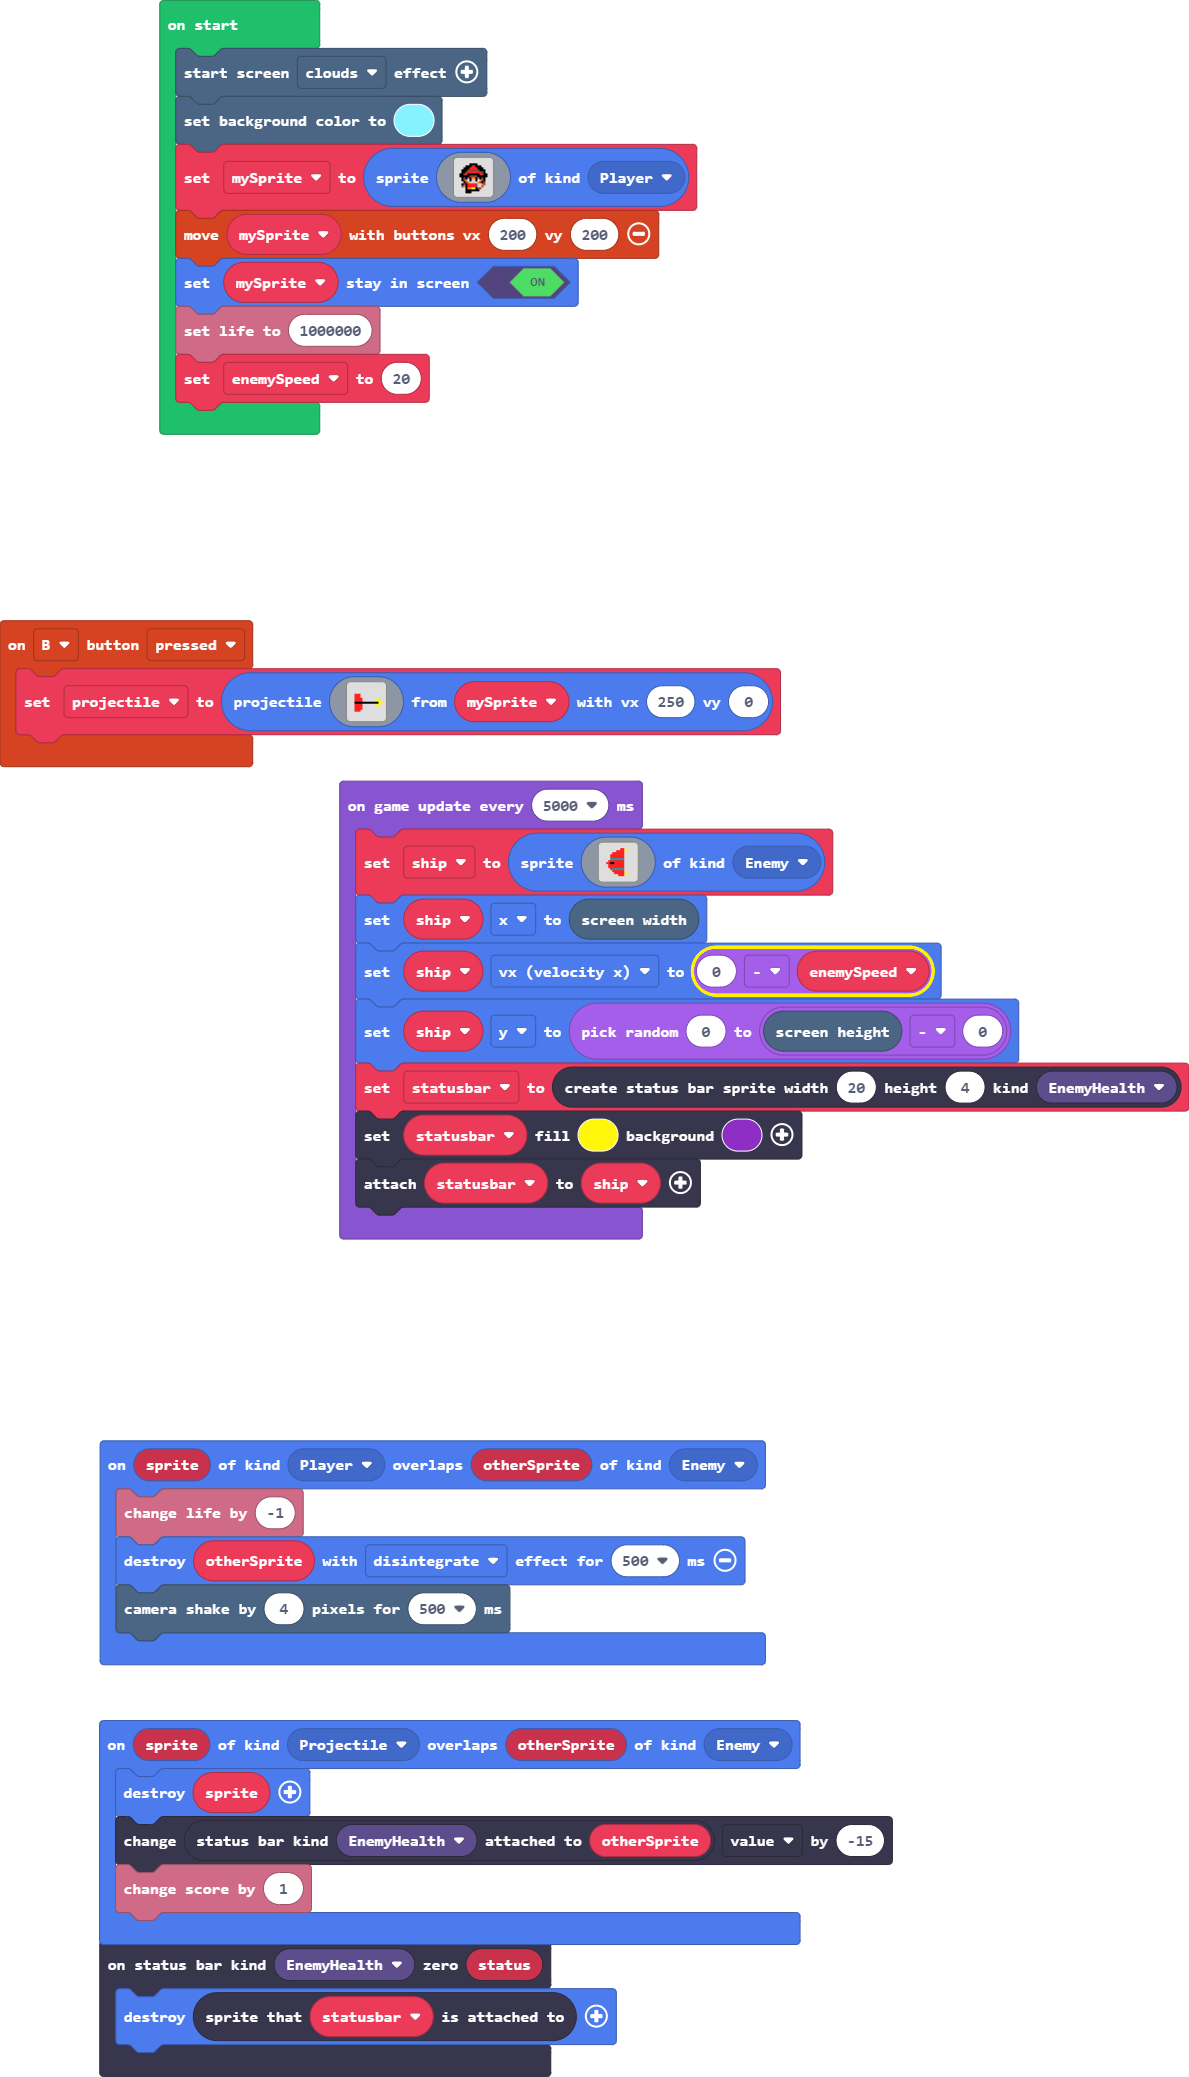 on start
start screen clouds effect
set background color to
set mySprite to sprite of kind Player
move mySprite with buttons vx 200 vy 200
set mySprite stay in screen ON
set life to 1000000
set enemySpeed to 20
on B button pressed
set projectile to projectile from mySprite with vx 250 vy 0
on game update every 5000 ms
set ship to sprite of kind Enemy
set ship x to screen width
set ship vx (velocity x) to 0 - enemySpeed
set ship y to pick random 0 to screen height - 0
set statusbar to create status bar sprite width 20 height 4 kind EnemyHealth
set statusbar fill background
attach statusbar to ship
on sprite of kind Player overlaps otherSprite of kind Enemy
change life by -1
destroy otherSprite with disintegrate effect for 500 ms
camera shake by 4 pixels for 500 ms
on sprite of kind Projectile overlaps otherSprite of kind Enemy
destroy sprite
change status bar kind EnemyHealth attached to otherSprite value by -15
change score by 1
on status bar kind EnemyHealth zero status
destroy sprite that statusbar is attached to